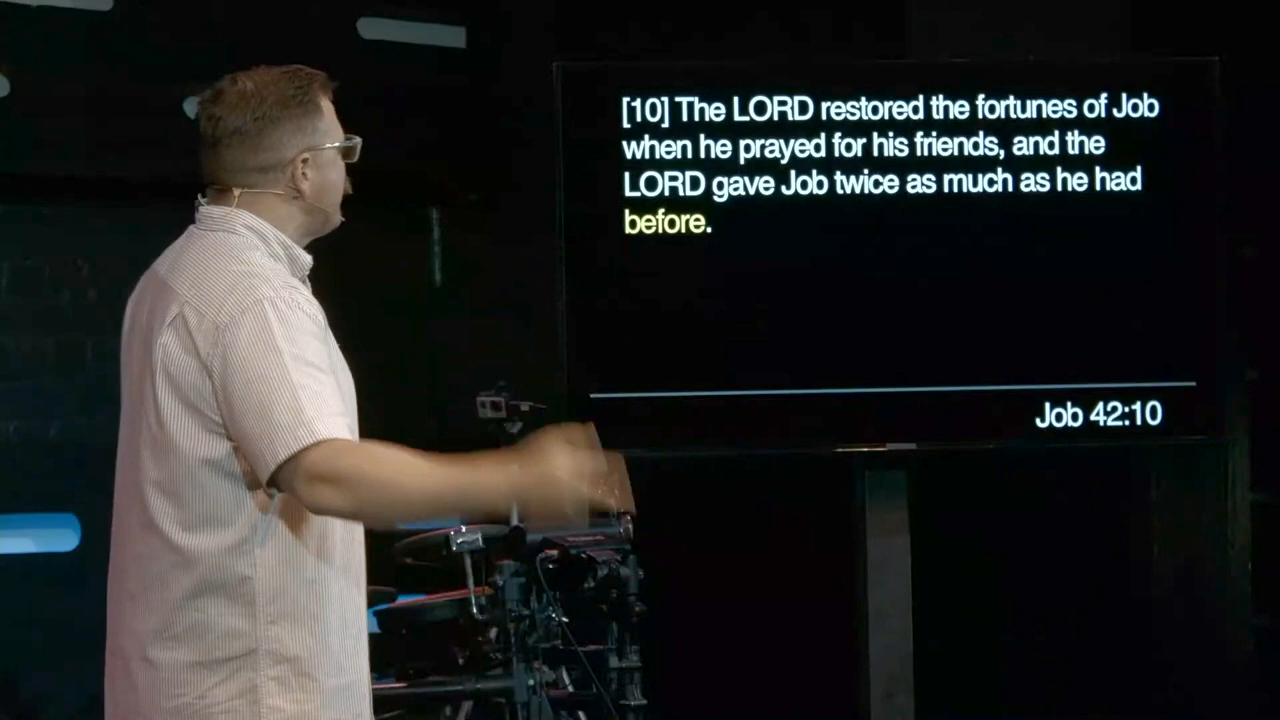 [10] The LORD restored the fortunes of Job
when he prayed for his friends, and the
LORD gave Job twice as much as he had
before.
Job 42:10